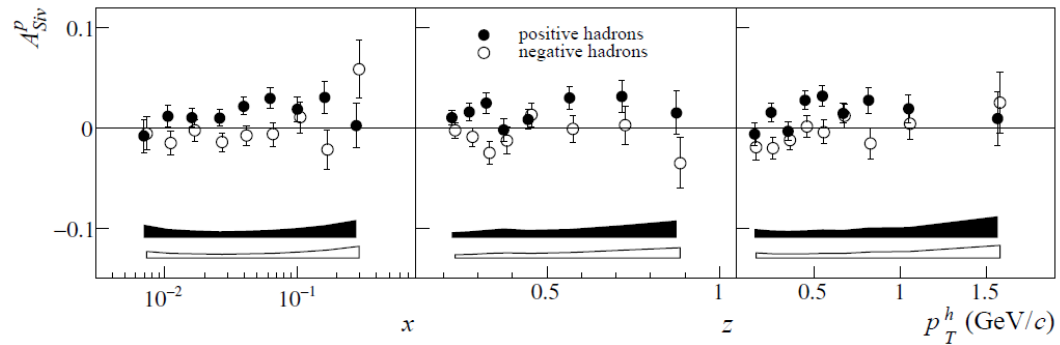 A^p_Siv
0.1
0
−0.1
positive hadrons
negative hadrons
10^−2
10^−1
x
0.5
1
z
0.5
1
1.5
p_T^h (GeV/c)